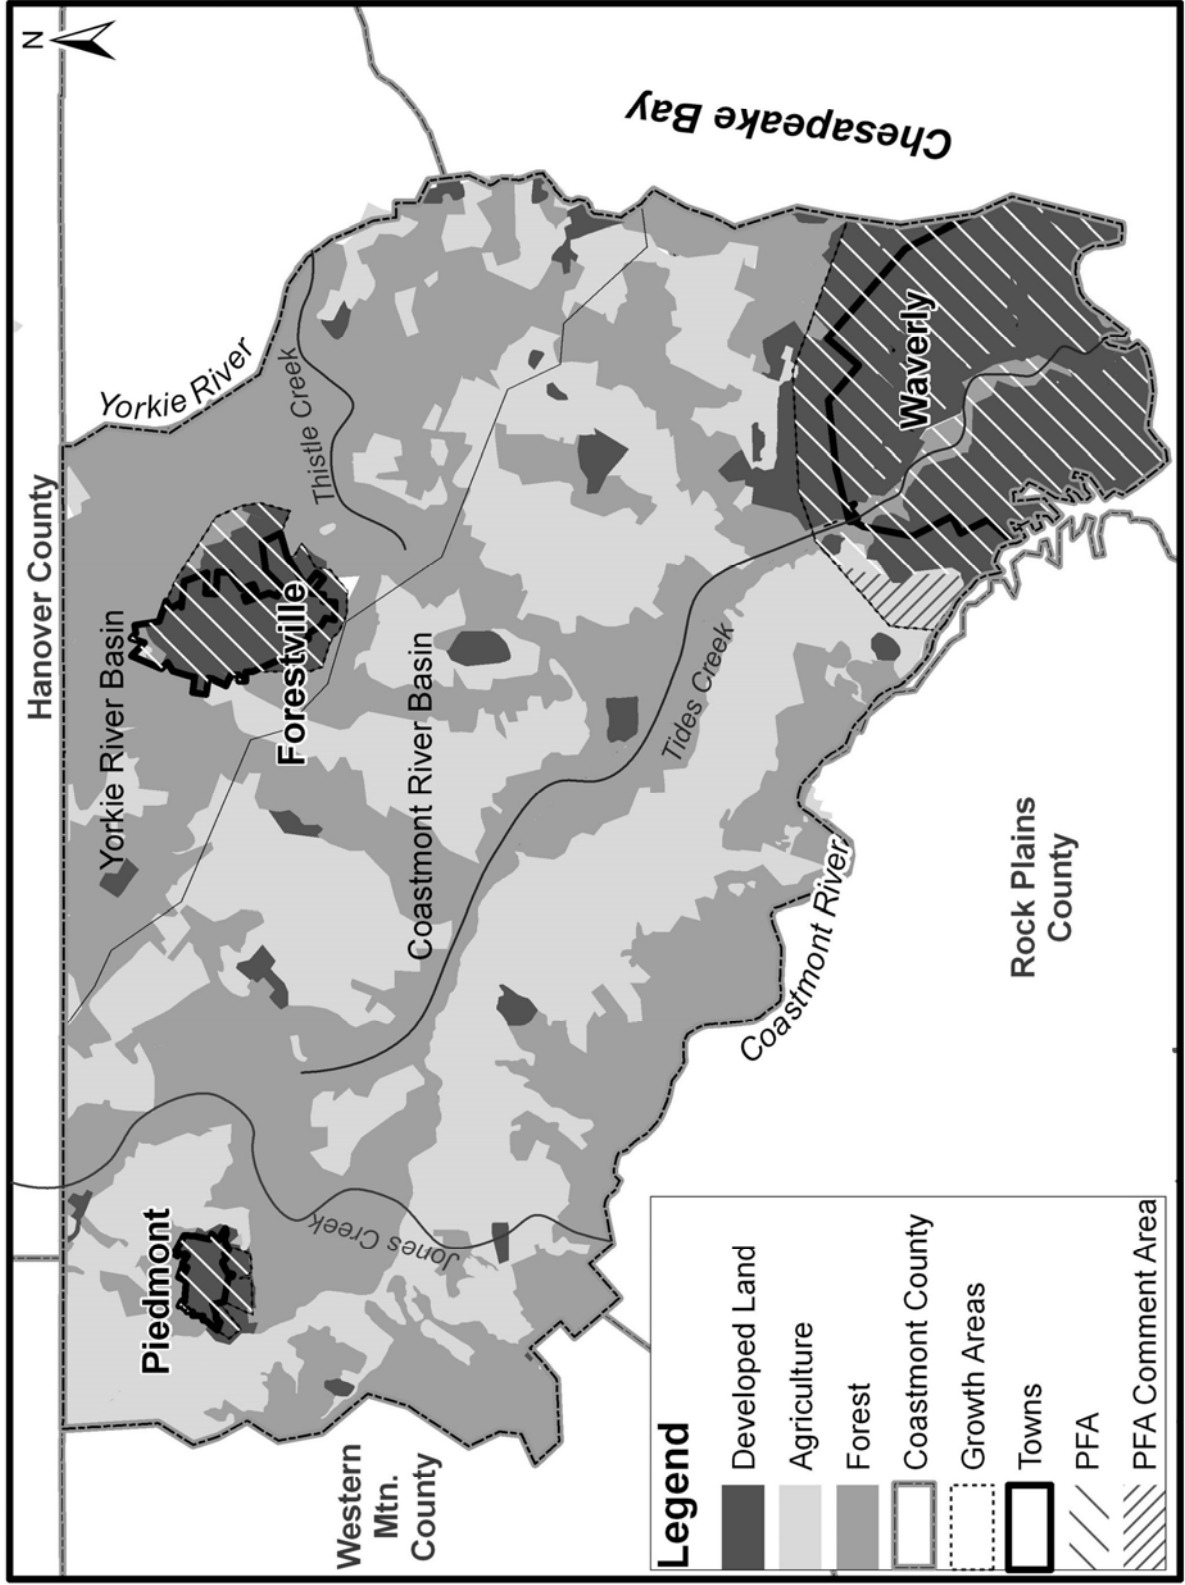 N
Hanover County
Yorkie River
Chesapeake Bay
Thistle Creek
Yorkie River Basin
Forestville
Waverly
Coastmont River Basin
Tides Creek
Piedmont
Jones Creek
Coastmont River
Rock Plains
County
Western
Mtn.
County
Legend
Developed Land
Agriculture
Forest
Coastmont County
Growth Areas
Towns
PFA
PFA Comment Area